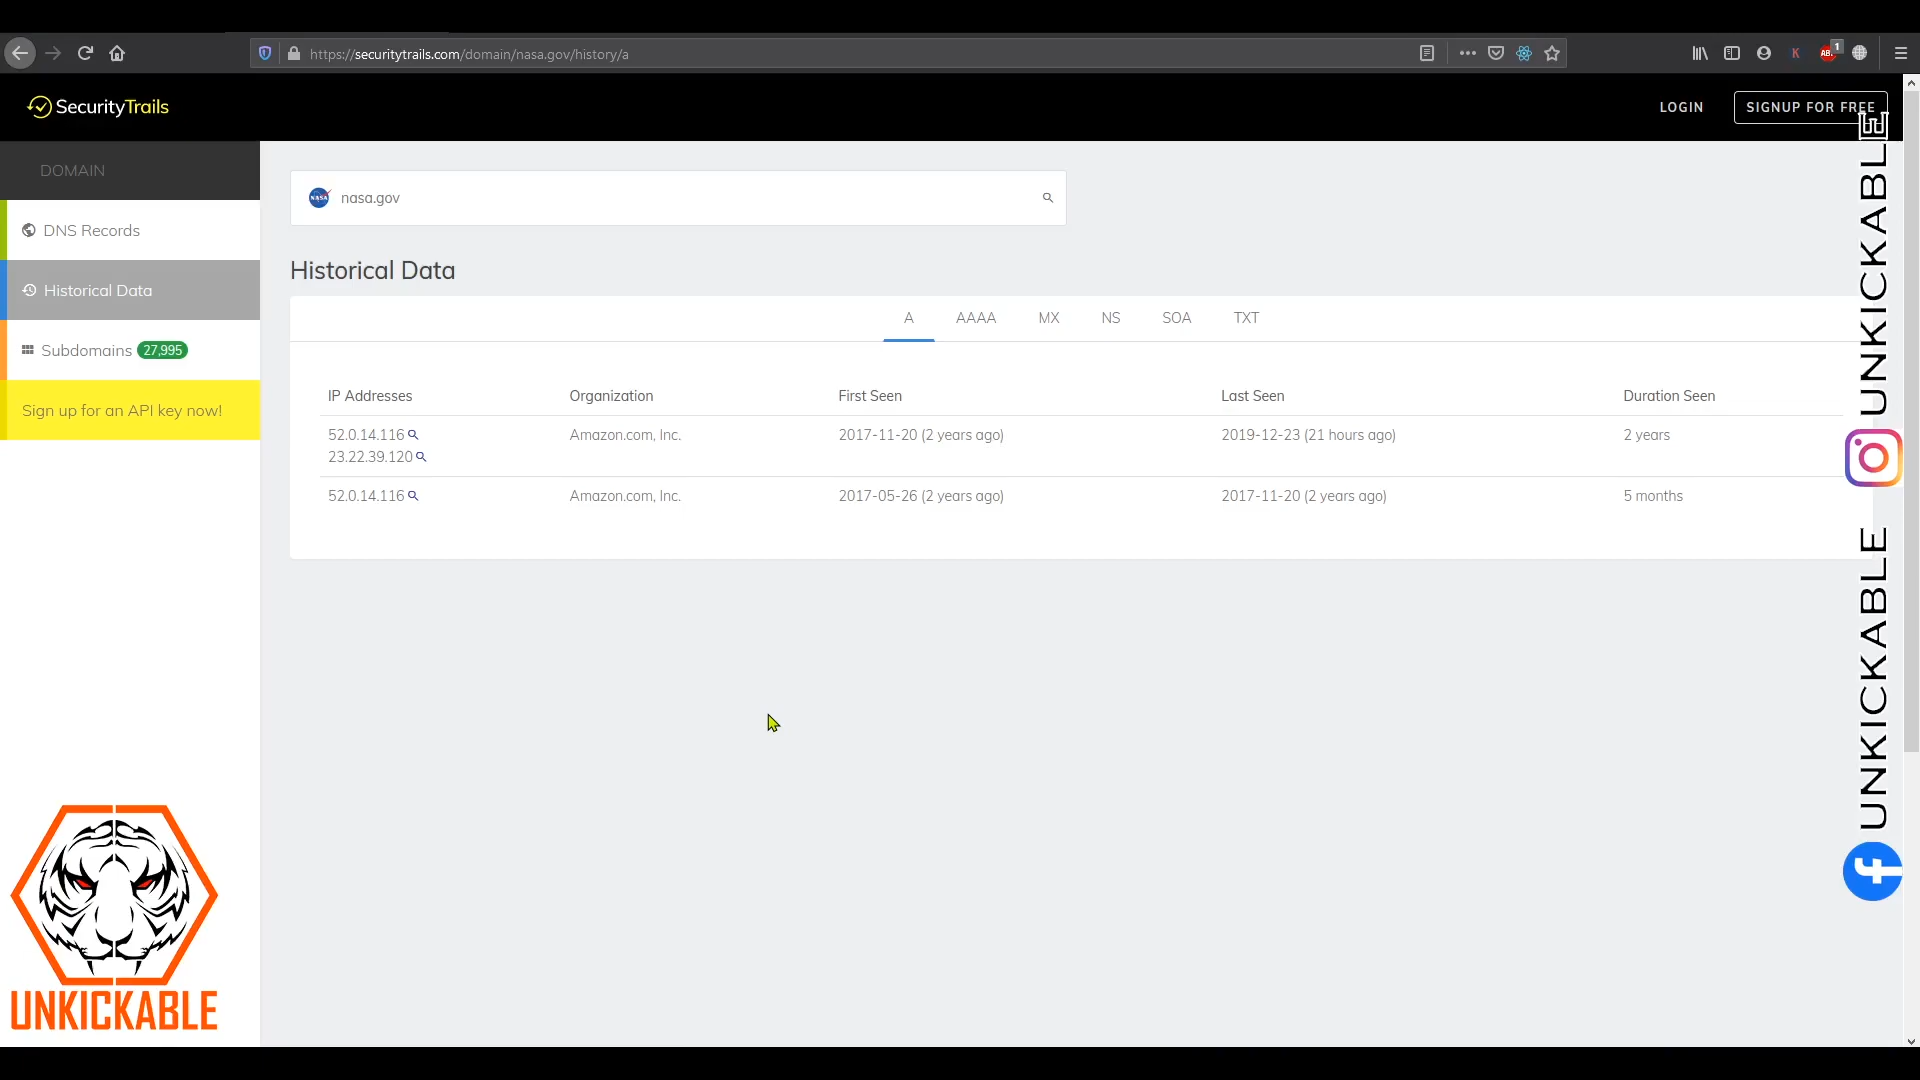 https://securitytrails.com/domain/nasa.gov/history/a
K
ABP
1
SecurityTrails
LOGIN
SIGNUP FOR FREE
DOMAIN
NASA
nasa.gov
DNS Records
Historical Data
Historical Data
A AAAA MX NS SOA TXT
Subdomains 27,995
IP Addresses Organization First Seen Last Seen Duration Seen
Sign up for an API key now!
52.0.14.116 Amazon.com, Inc. 2017-11-20 (2 years ago) 2019-12-23 (21 hours ago) 2 years
23.22.39.120
52.0.14.116 Amazon.com, Inc. 2017-05-26 (2 years ago) 2017-11-20 (2 years ago) 5 months
UNKICKABLE
UNKICKABLE
UNKICKABLE